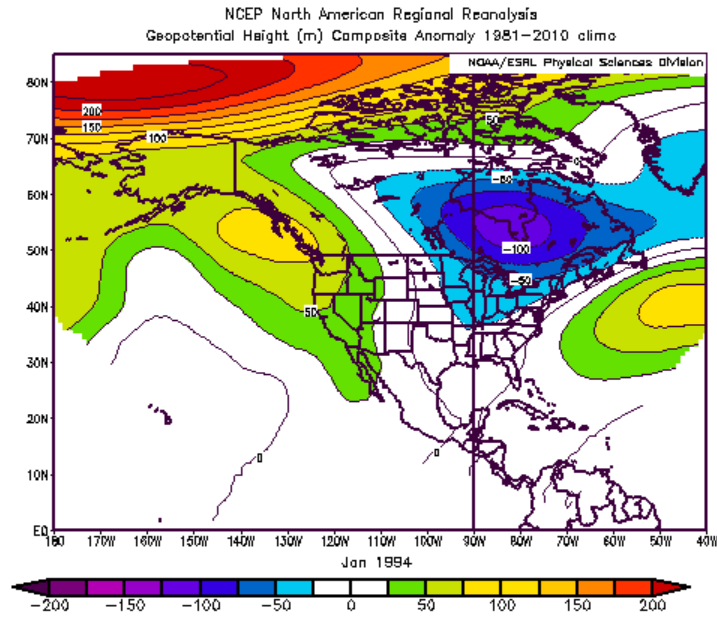 NCEP North American Regional Reanalysis
Geopotential Height (m) Composite Anomaly 1981-2010 climo
NOAA/ESRL Physical Sciences Division
80N
200
150
100
50
70N
0
-50
60N
50N
-100
-50
40N
50
30N
20N
0
0
10N
EQ
180 170W 160W 150W 140W 130W 120W 110W 100W 90W 80W 70W 60W 50W 40W
Jan 1994
-200 -150 -100 -50 0 50 100 150 200